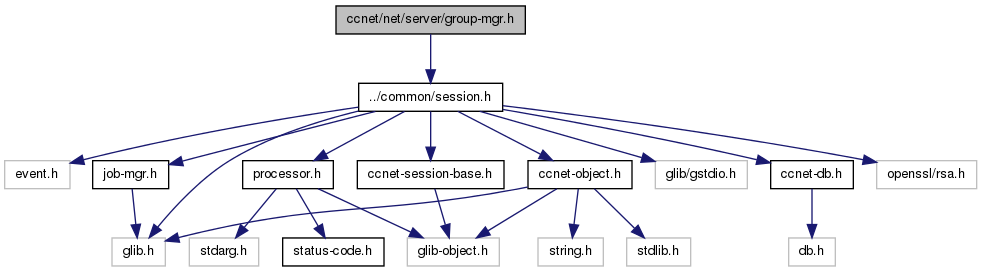 ccnet/net/server/group-mgr.h
../common/session.h
event.h
job-mgr.h
processor.h
ccnet-session-base.h
ccnet-object.h
glib/gstdio.h
ccnet-db.h
openssl/rsa.h
glib.h
stdarg.h
status-code.h
glib-object.h
string.h
stdlib.h
db.h